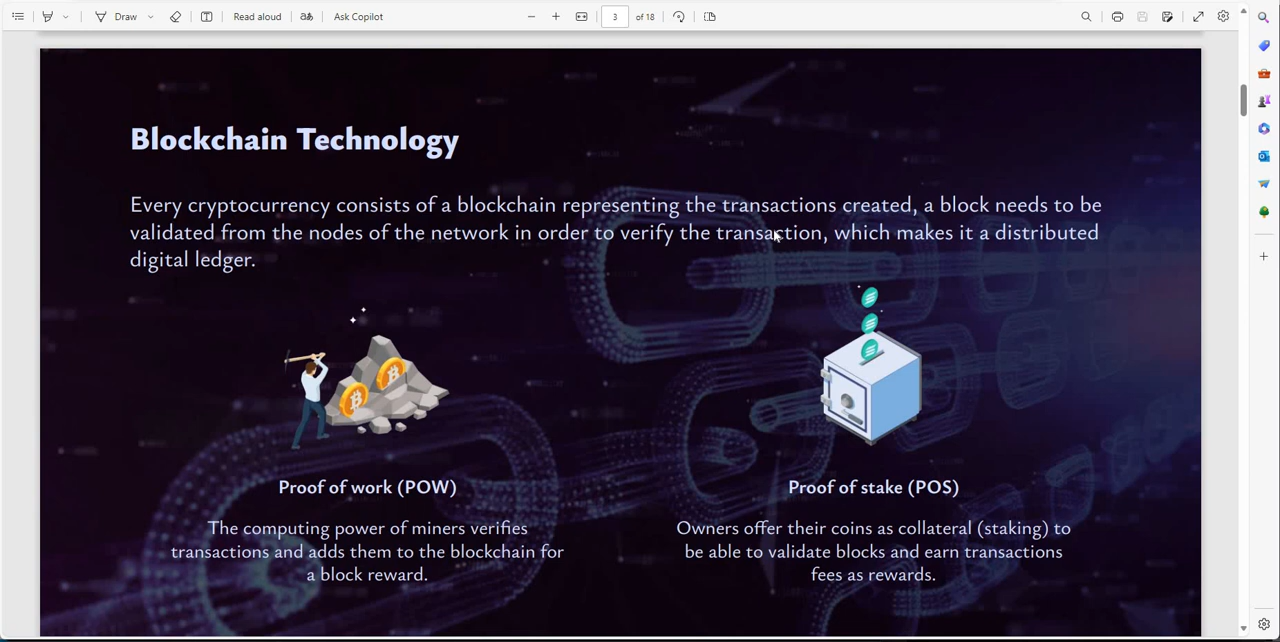 Draw
Read aloud
aあ
Ask Copilot
3
of 18
Blockchain Technology
Every cryptocurrency consists of a blockchain representing the transactions created, a block needs to be
validated from the nodes of the network in order to verify the transaction, which makes it a distributed
digital ledger.
Proof of work (POW)
The computing power of miners verifies
transactions and adds them to the blockchain for
a block reward.
Proof of stake (POS)
Owners offer their coins as collateral (staking) to
be able to validate blocks and earn transactions
fees as rewards.